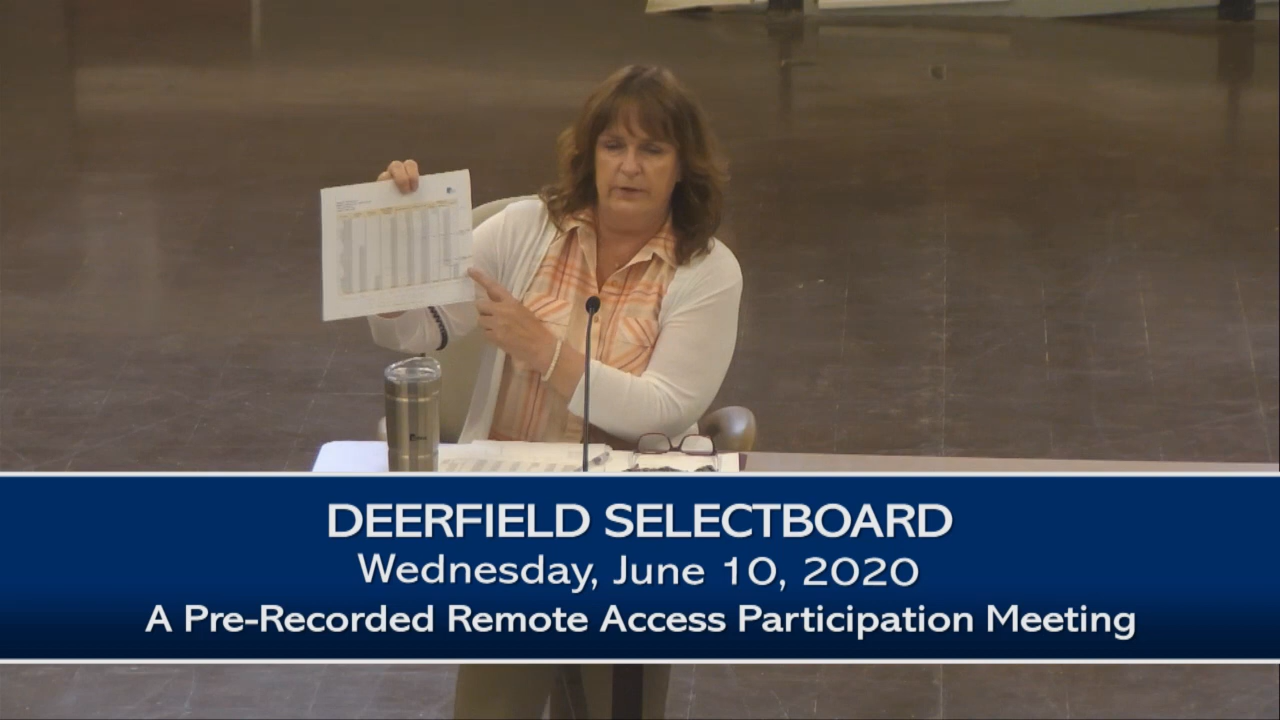 DEERFIELD SELECTBOARD
Wednesday, June 10, 2020
A Pre-Recorded Remote Access Participation Meeting